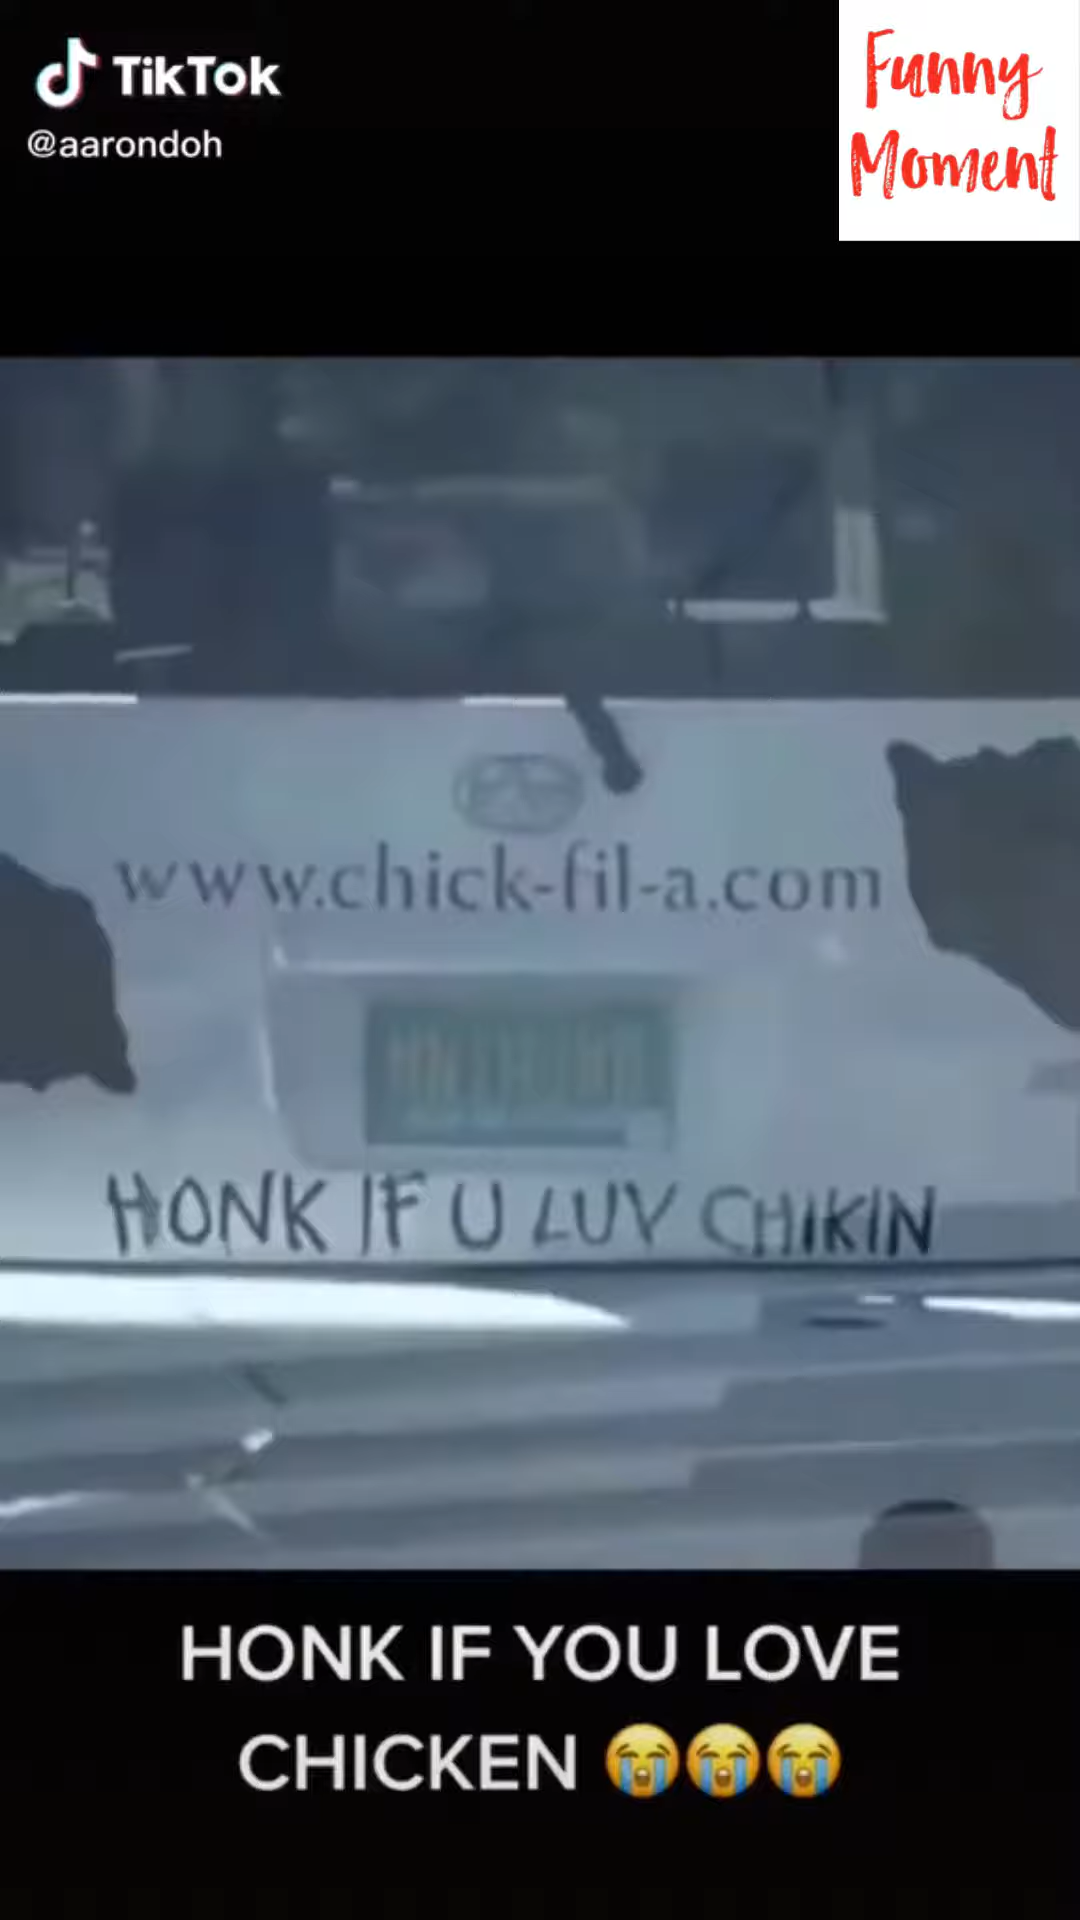 TikTok
@aarondoh
Funny
Moment
www.chick-fil-a.com
HONK IF U LUV CHIKIN
HONK IF YOU LOVE
CHICKEN 😭😭😭